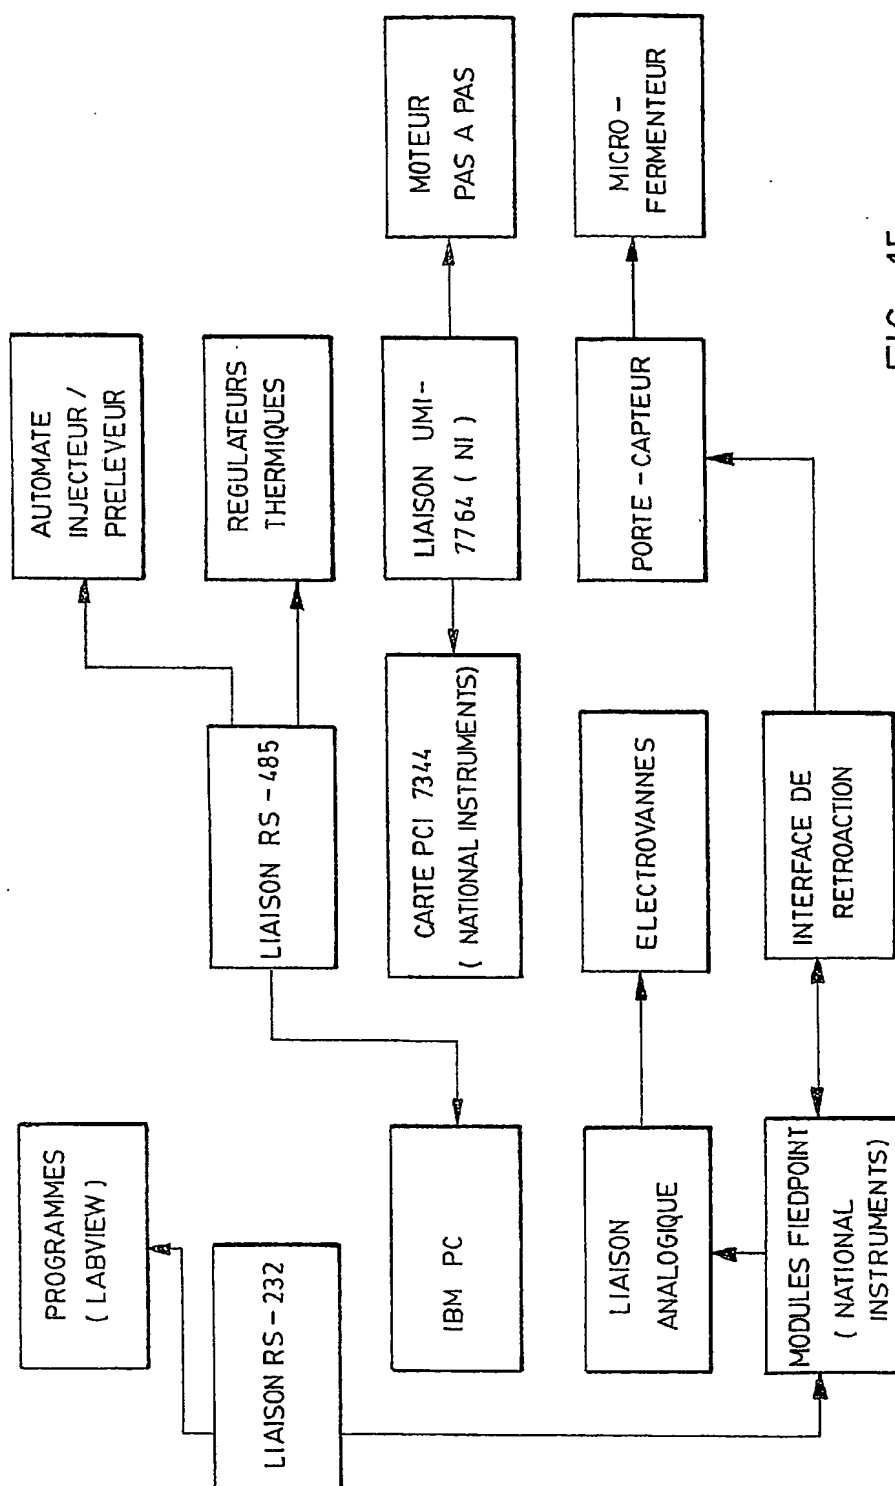 PROGRAMMES
( LABVIEW )
LIAISON RS-232
IBM PC
LIAISON
ANALOGIQUE
MODULES FIEDPOINT
( NATIONAL
INSTRUMENTS)
LIAISON RS-485
CARTE PCI 7344
( NATIONAL INSTRUMENTS)
ELECTROVANNES
INTERFACE DE
RETROACTION
AUTOMATE
INJECTEUR /
PRELEVEUR
REGULATEURS
THERMIQUES
LIAISON UMI-
7764 ( NI )
PORTE-CAPTEUR
MOTEUR
PAS A PAS
MICRO-
FERMENTEUR